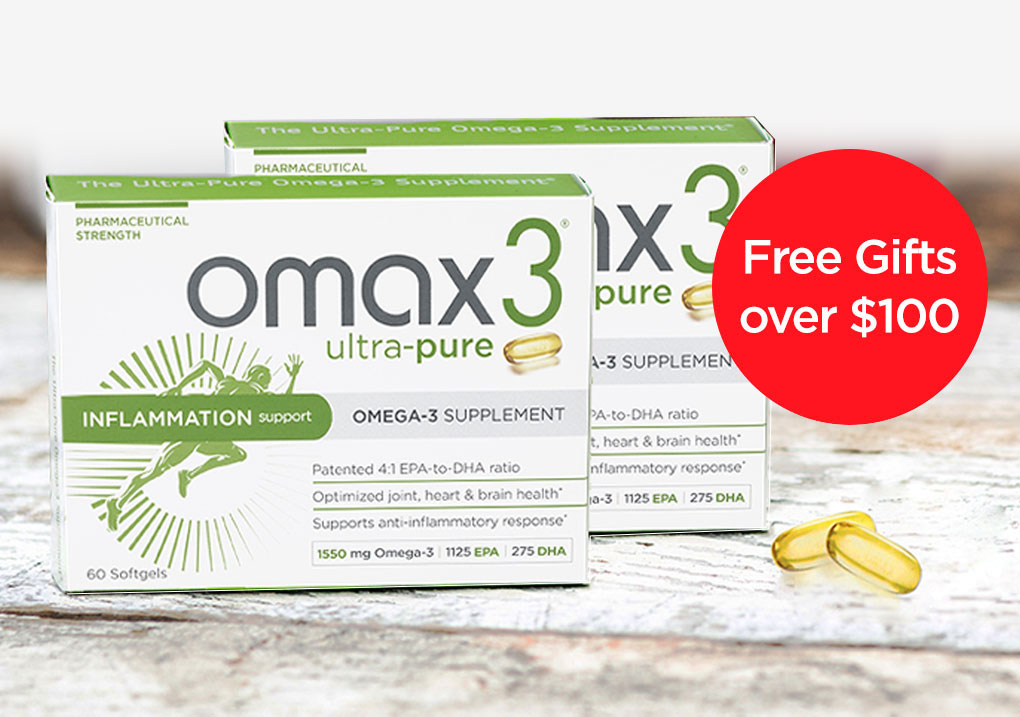 The Ultra-Pure Omega-3 Supplement*
PHARMACEUTICAL
The Ultra-Pure Omega-3 Supplement*
PHARMACEUTICAL
STRENGTH
omax3®
ultra-pure
INFLAMMATION support
OMEGA-3 SUPPLEMENT
Patented 4:1 EPA-to-DHA ratio
Optimized joint, heart & brain health*
Supports anti-inflammatory response*
1550 mg Omega-3 | 1125 EPA | 275 DHA
60 Softgels
x3®
pure
-3 SUPPLEMEN
PA-to-DHA ratio
t, heart & brain health*
nflammatory response*
a-3 | 1125 EPA | 275 DHA
Free Gifts
over $100